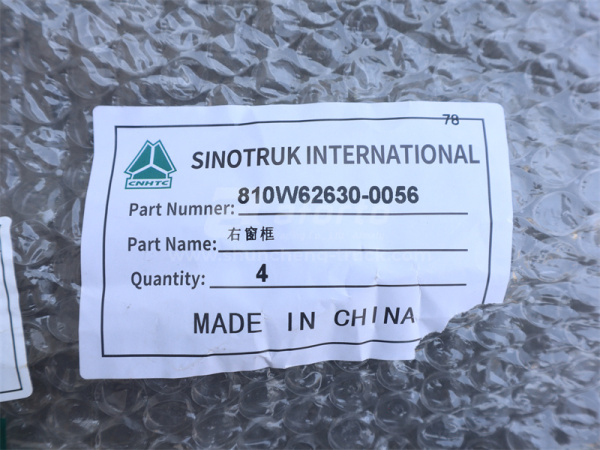 78
CNHTC
SINOTRUK INTERNATIONAL
Part Numner: 810W62630-0056
Part Name: 右窗框
Quantity: 4
MADE IN CHINA